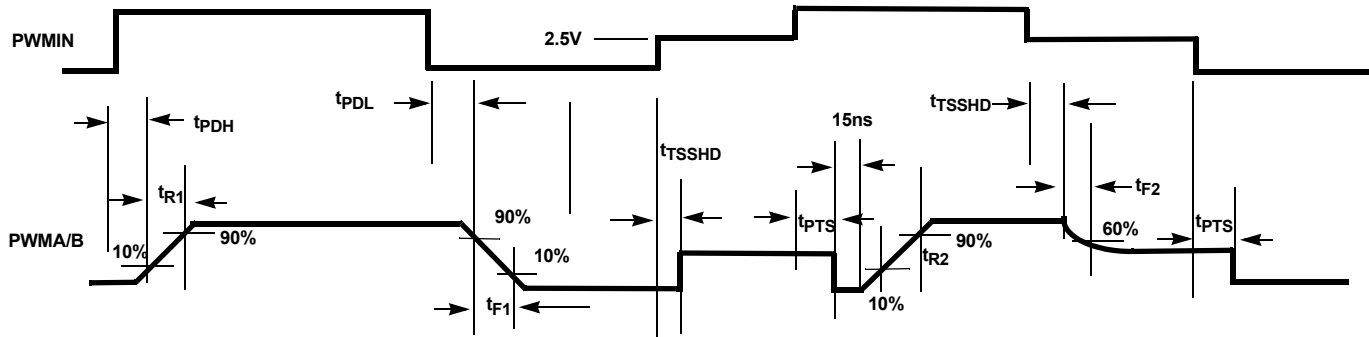 PWMIN
2.5V
tPDL
tTSSHD
tPDH
15ns
tTSSHD
tR1
tF2
90%
tPTS
60%
tPTS
PWMA/B
10%
90%
10%
90%
tR2
tF1
10%